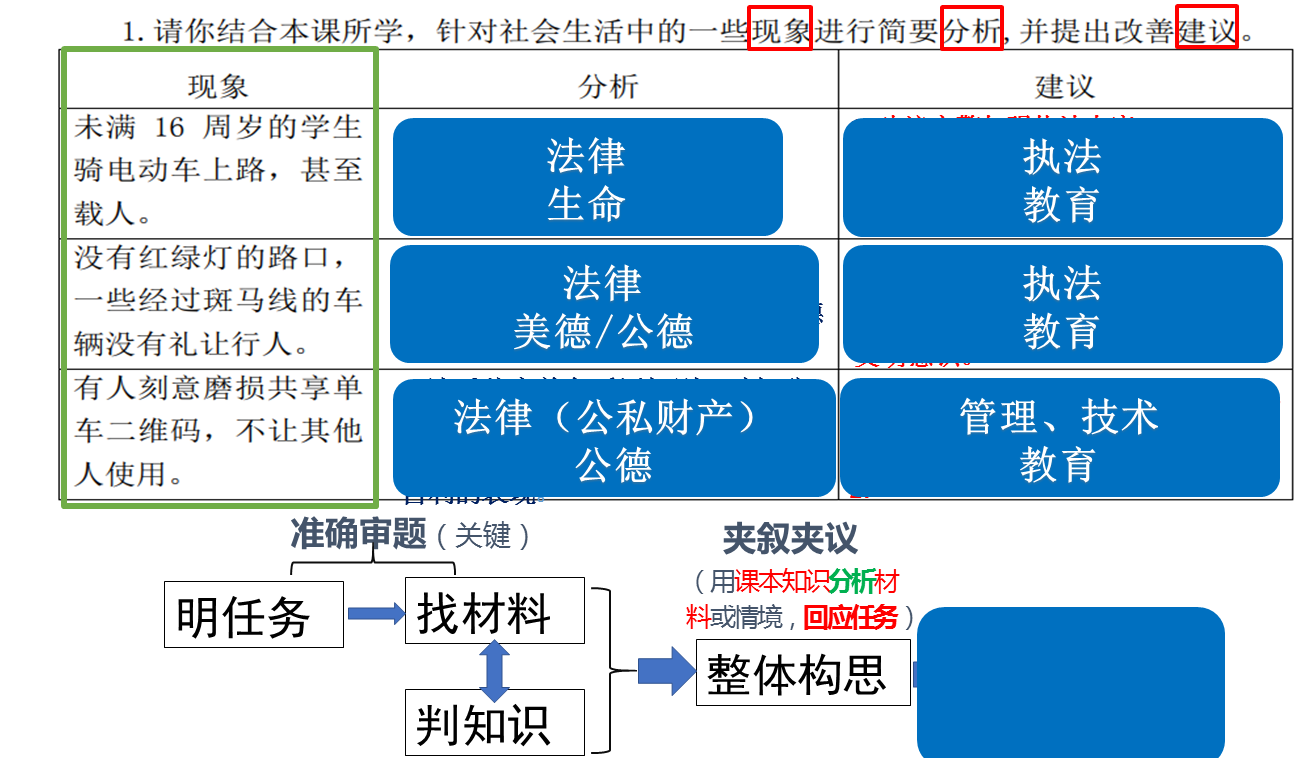 1.请你结合本课所学，针对社会生活中的一些现象进行简要分析,并提出改善建议。
现象
分析
建议
未满 16 周岁的学生
骑电动车上路，甚至
载人。
法律
生命
执法
教育
没有红绿灯的路口，
一些经过斑马线的车
辆没有礼让行人。
法律
美德/公德
执法
教育
有人刻意磨损共享单
车二维码，不让其他
人使用。
法律（公私财产）
公德
管理、技术
教育
准确审题（关键）
明任务
找材料
判知识
夹叙夹议
（用课本知识分析材
料或情境，回应任务）
整体构思